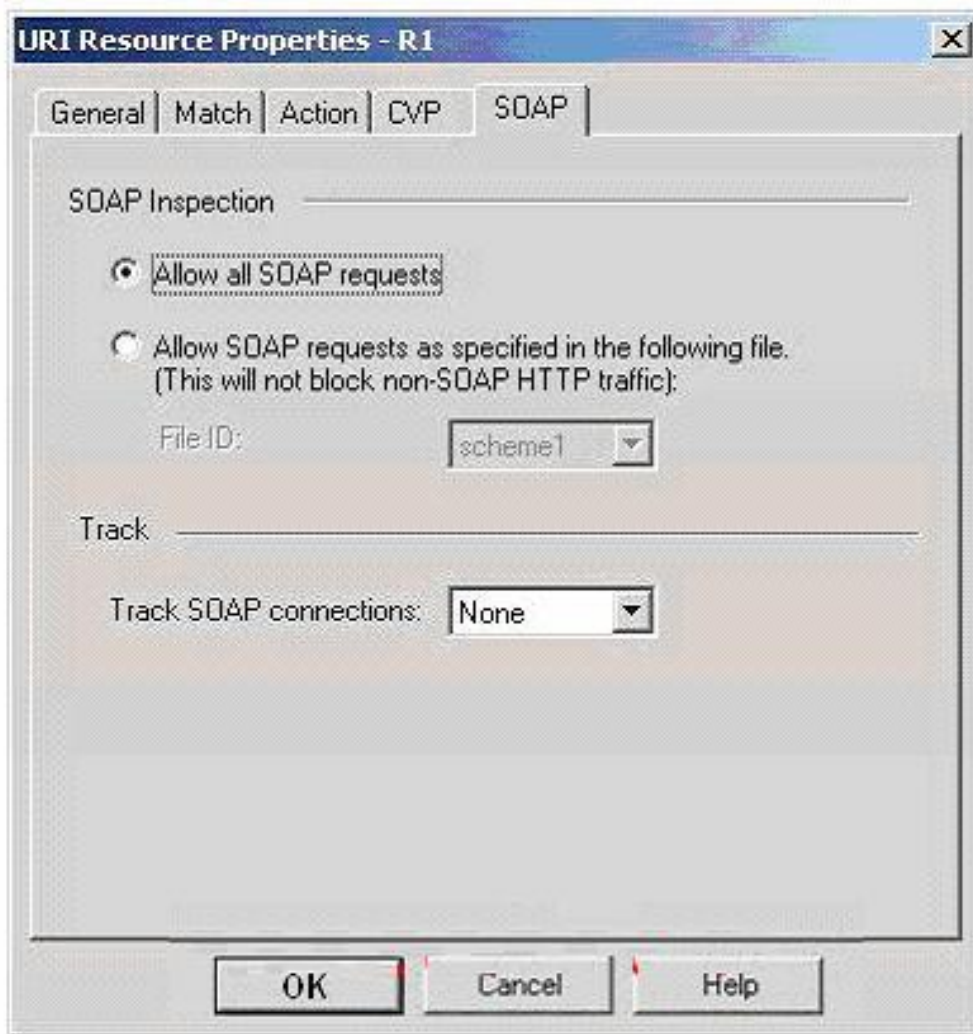 URI Resource Properties - R1
General Match Action CVP SOAP
SOAP Inspection
Allow all SOAP requests
Allow SOAP requests as specified in the following file.
(This will not block non-SOAP HTTP traffic):
File ID: scheme1
Track
Track SOAP connections: None
OK Cancel Help